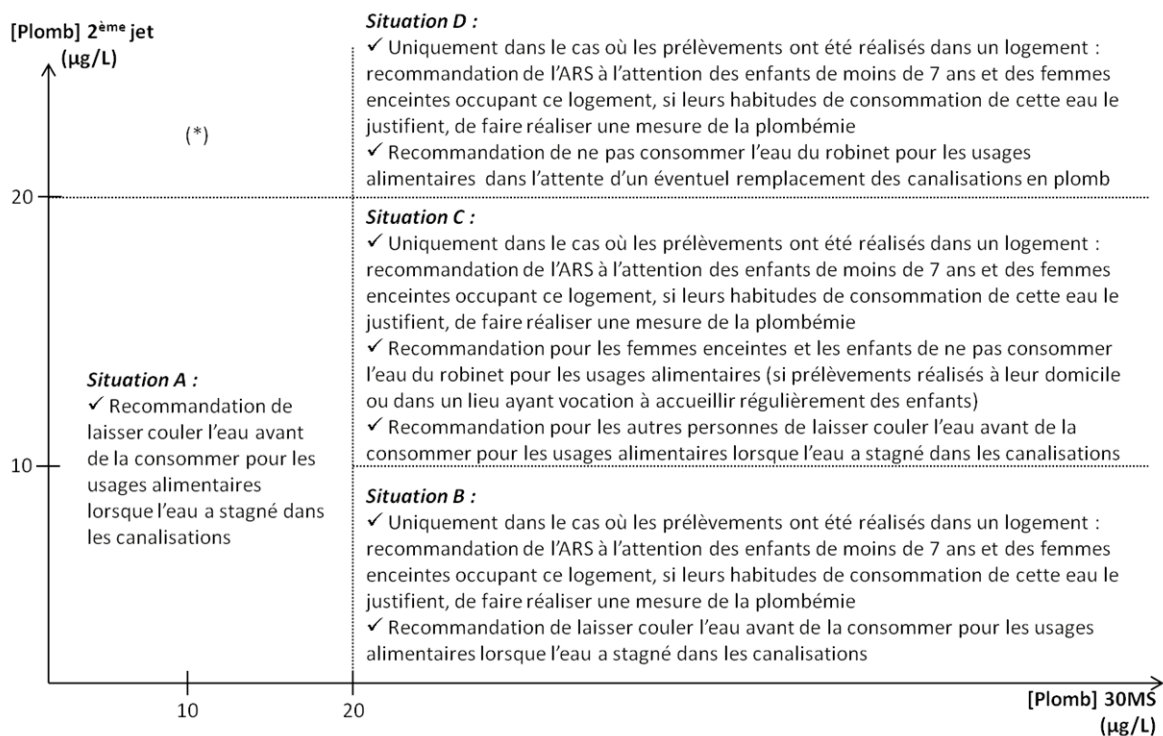 [Plomb] 2ème jet
(µg/L)
(*)
20
10
Situation D :
✓ Uniquement dans le cas où les prélèvements ont été réalisés dans un logement :
recommandation de l'ARS à l'attention des enfants de moins de 7 ans et des femmes
enceintes occupant ce logement, si leurs habitudes de consommation de cette eau le
justifient, de faire réaliser une mesure de la plombémie
✓ Recommandation de ne pas consommer l'eau du robinet pour les usages
alimentaires dans l'attente d'un éventuel remplacement des canalisations en plomb
Situation C :
✓ Uniquement dans le cas où les prélèvements ont été réalisés dans un logement :
recommandation de l'ARS à l'attention des enfants de moins de 7 ans et des femmes
enceintes occupant ce logement, si leurs habitudes de consommation de cette eau le
justifient, de faire réaliser une mesure de la plombémie
✓ Recommandation pour les femmes enceintes et les enfants de ne pas consommer
l'eau du robinet pour les usages alimentaires (si prélèvements réalisés à leur domicile
ou dans un lieu ayant vocation à accueillir régulièrement des enfants)
✓ Recommandation pour les autres personnes de laisser couler l'eau avant de la
consommer pour les usages alimentaires lorsque l'eau a stagné dans les canalisations
Situation A :
✓ Recommandation de
laisser couler l'eau avant
de la consommer pour les
usages alimentaires
lorsque l'eau a stagné dans
les canalisations
Situation B :
✓ Uniquement dans le cas où les prélèvements ont été réalisés dans un logement :
recommandation de l'ARS à l'attention des enfants de moins de 7 ans et des femmes
enceintes occupant ce logement, si leurs habitudes de consommation de cette eau le
justifient, de faire réaliser une mesure de la plombémie
✓ Recommandation de laisser couler l'eau avant de la consommer pour les usages
alimentaires lorsque l'eau a stagné dans les canalisations
10
20
[Plomb] 30MS
(µg/L)